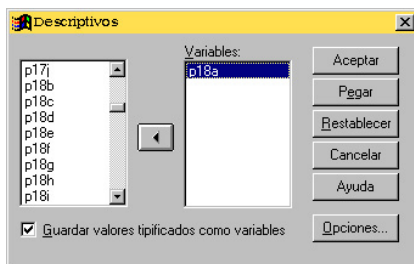 Descriptivos
Variables:
p17j
p18b
p18c
p18d
p18e
p18f
p18g
p18h
p18i
p18a
Aceptar
Pegar
Restablecer
Cancelar
Ayuda
Guardar valores tipificados como variables
Opciones...